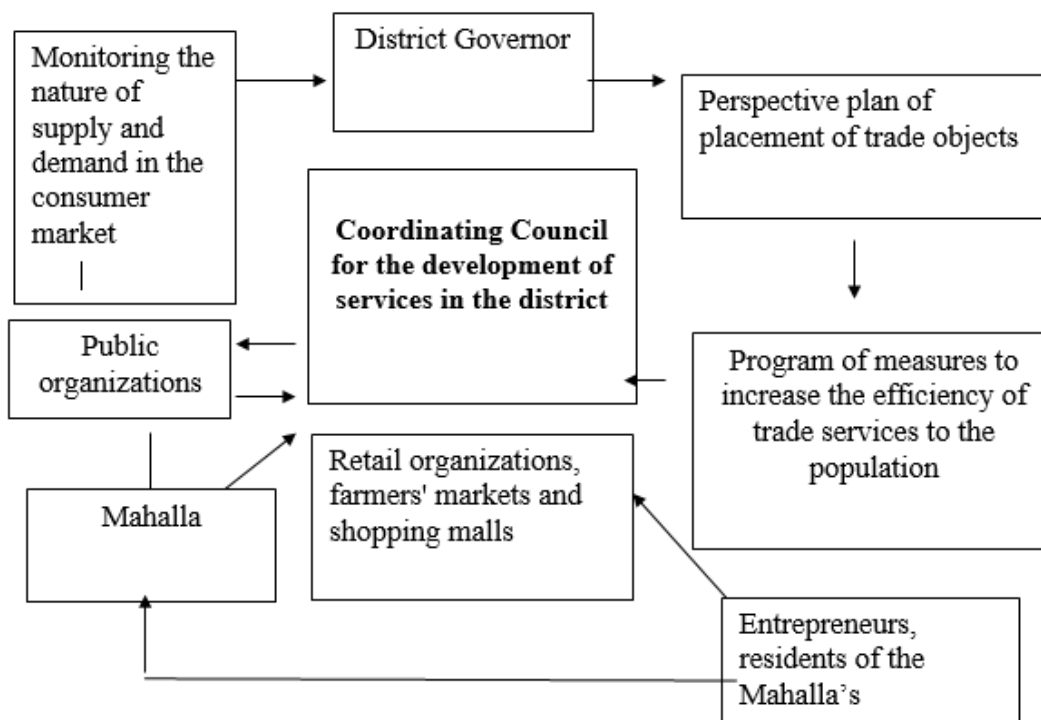 Monitoring the
nature of
supply and
demand in the
consumer
market
District Governor
Perspective plan of
placement of trade objects
Coordinating Council
for the development of
services in the district
Public
organizations
Program of measures to
increase the efficiency of
trade services to the
population
Mahalla
Retail organizations,
farmers' markets and
shopping malls
Entrepreneurs,
residents of the
Mahalla’s